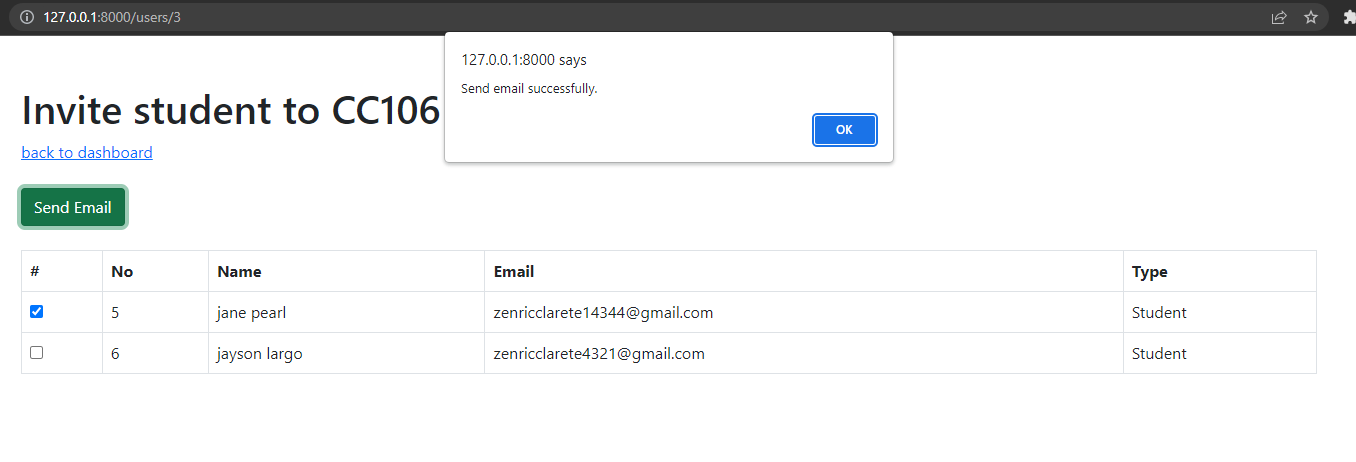 127.0.0.1:8000/users/3
127.0.0.1:8000 says
Send email successfully.
OK
Invite student to CC106
back to dashboard
Send Email
# No Name Email Type
5 jane pearl zenricclarete14344@gmail.com Student
6 jayson largo zenricclarete4321@gmail.com Student